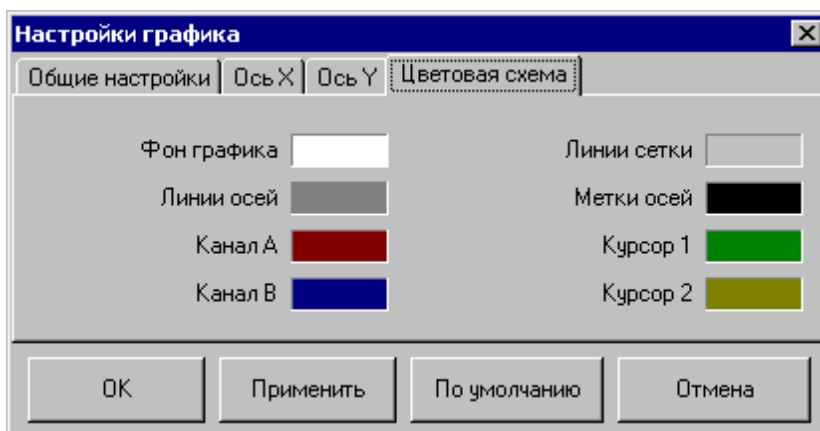 Настройки графика
Общие настройки Ось X Ось Y Цветовая схема
Фон графика Линии сетки
Линии осей Метки осей
Канал A Курсор 1
Канал B Курсор 2
OK Применить По умолчанию Отмена